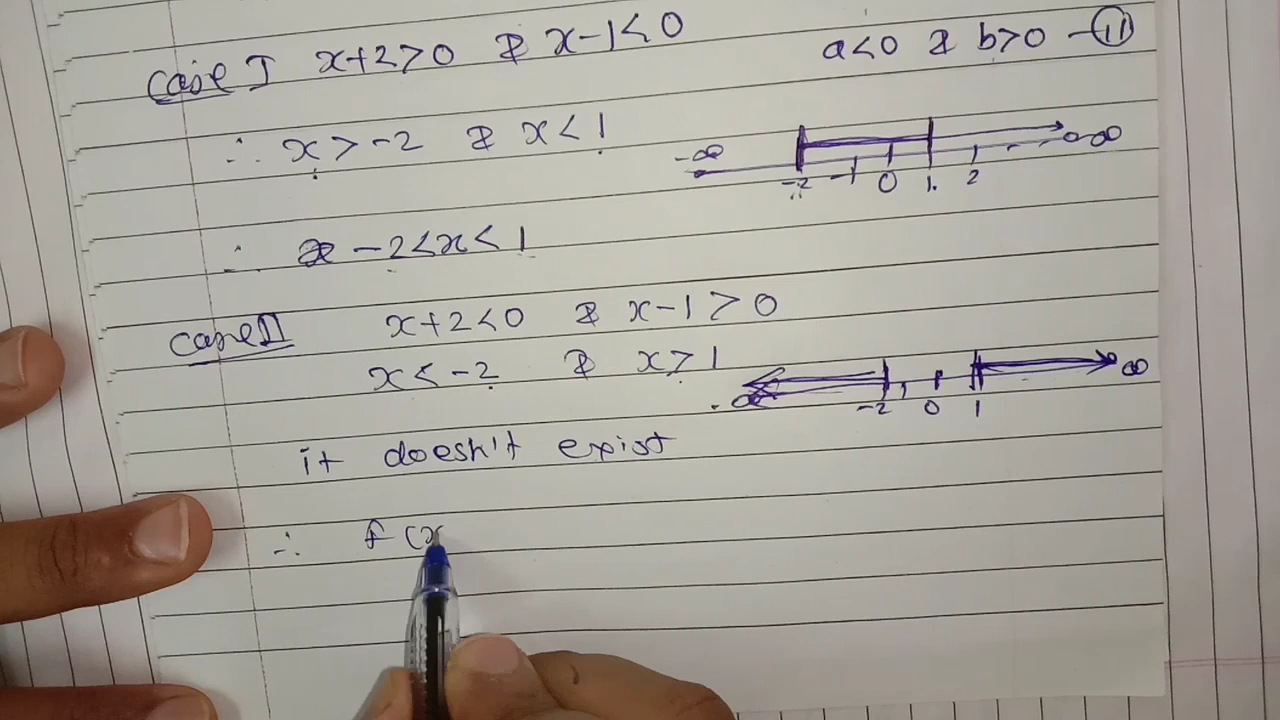 Case I x+2>0 & x-1<0 a<0 & b>0 -(II)
∴ x>-2 & x<1
-∞ -2 -1 0 1 2 ∞
∴ -2<x<1
Case II x+2<0 & x-1>0
x<-2 & x>1
-∞ -2 0 1 ∞
it doesn't exist
∴ f(x